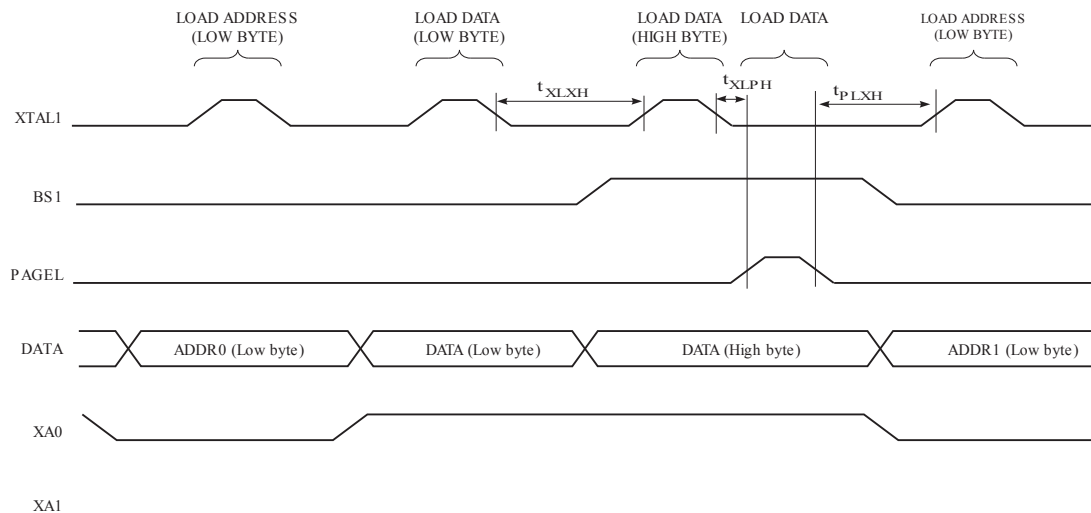 LOAD ADDRESS
(LOW BYTE)
LOAD DATA
(LOW BYTE)
LOAD DATA
(HIGH BYTE)
LOAD DATA
LOAD ADDRESS
(LOW BYTE)
tXLXH
tXLPH
tPLXH
XTAL1
BS1
PAGEL
DATA
ADDR0 (Low byte)
DATA (Low byte)
DATA (High byte)
ADDR1 (Low byte)
XA0
XA1